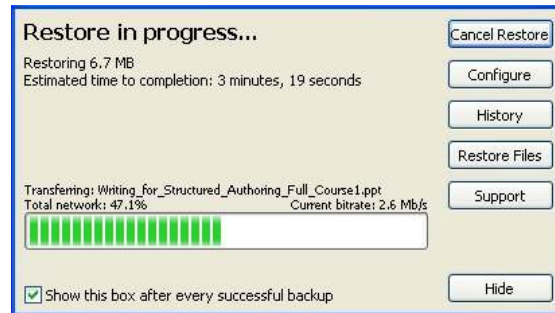 Restore in progress...
Restoring 6.7 MB
Estimated time to completion: 3 minutes, 19 seconds
Transferring: Writing_for_Structured_Authoring_Full_Course1.ppt
Total network: 47.1% Current bitrate: 2.6 Mb/s
Show this box after every successful backup
Cancel Restore
Configure
History
Restore Files
Support
Hide